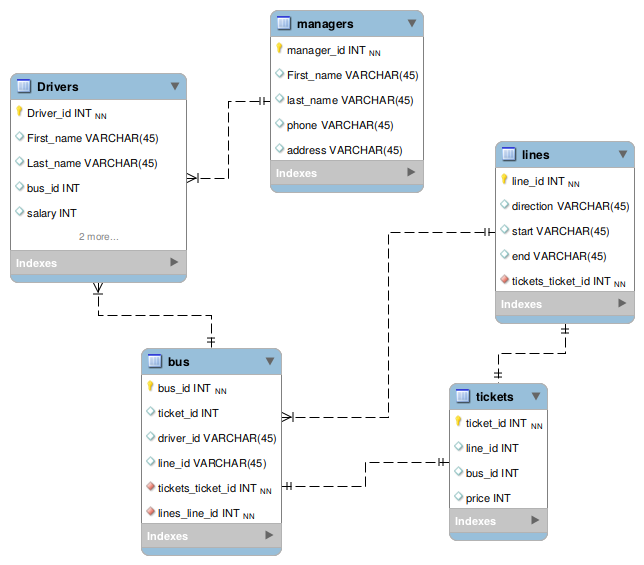 managers
manager_id INT NN
First_name VARCHAR(45)
last_name VARCHAR(45)
phone VARCHAR(45)
address VARCHAR(45)
Indexes
Drivers
Driver_id INT NN
First_name VARCHAR(45)
Last_name VARCHAR(45)
bus_id INT
salary INT
2 more...
Indexes
lines
line_id INT NN
direction VARCHAR(45)
start VARCHAR(45)
end VARCHAR(45)
tickets_ticket_id INT NN
Indexes
bus
bus_id INT NN
ticket_id INT
driver_id VARCHAR(45)
line_id VARCHAR(45)
tickets_ticket_id INT NN
lines_line_id INT NN
Indexes
tickets
ticket_id INT NN
line_id INT
bus_id INT
price INT
Indexes